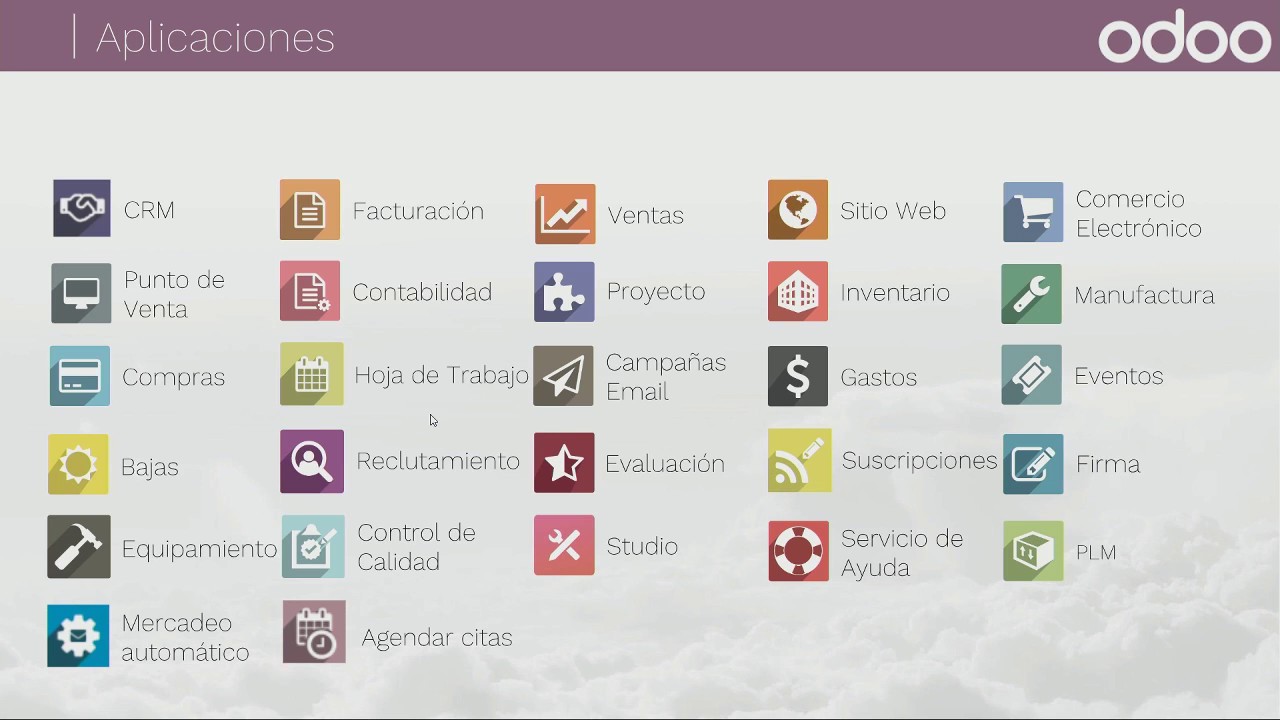 Aplicaciones
odoo
CRM
Facturación
Ventas
Sitio Web
Comercio
Electrónico
Punto de
Venta
Contabilidad
Proyecto
Inventario
Manufactura
Compras
Hoja de Trabajo
Campañas
Email
Gastos
Eventos
Bajas
Reclutamiento
Evaluación
Suscripciones
Firma
Equipamiento
Control de
Calidad
Studio
Servicio de
Ayuda
PLM
Mercadeo
automático
Agendar citas